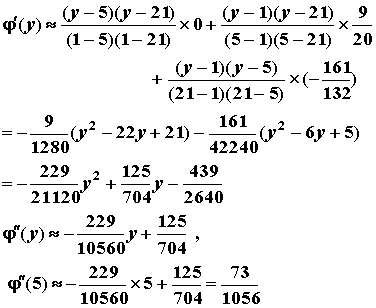 φ'(y) ≈ (y−5)(y−21)/(1−5)(1−21) × 0 + (y−1)(y−21)/(5−1)(5−21) × 9/20
+ (y−1)(y−5)/(21−1)(21−5) × (−161/132)
= −9/1280(y² − 22y + 21) − 161/42240(y² − 6y + 5)
= −229/21120 y² + 125/704 y − 439/2640
φ''(y) ≈ −229/10560 y + 125/704 ,
φ''(5) ≈ −229/10560 × 5 + 125/704 = 73/1056